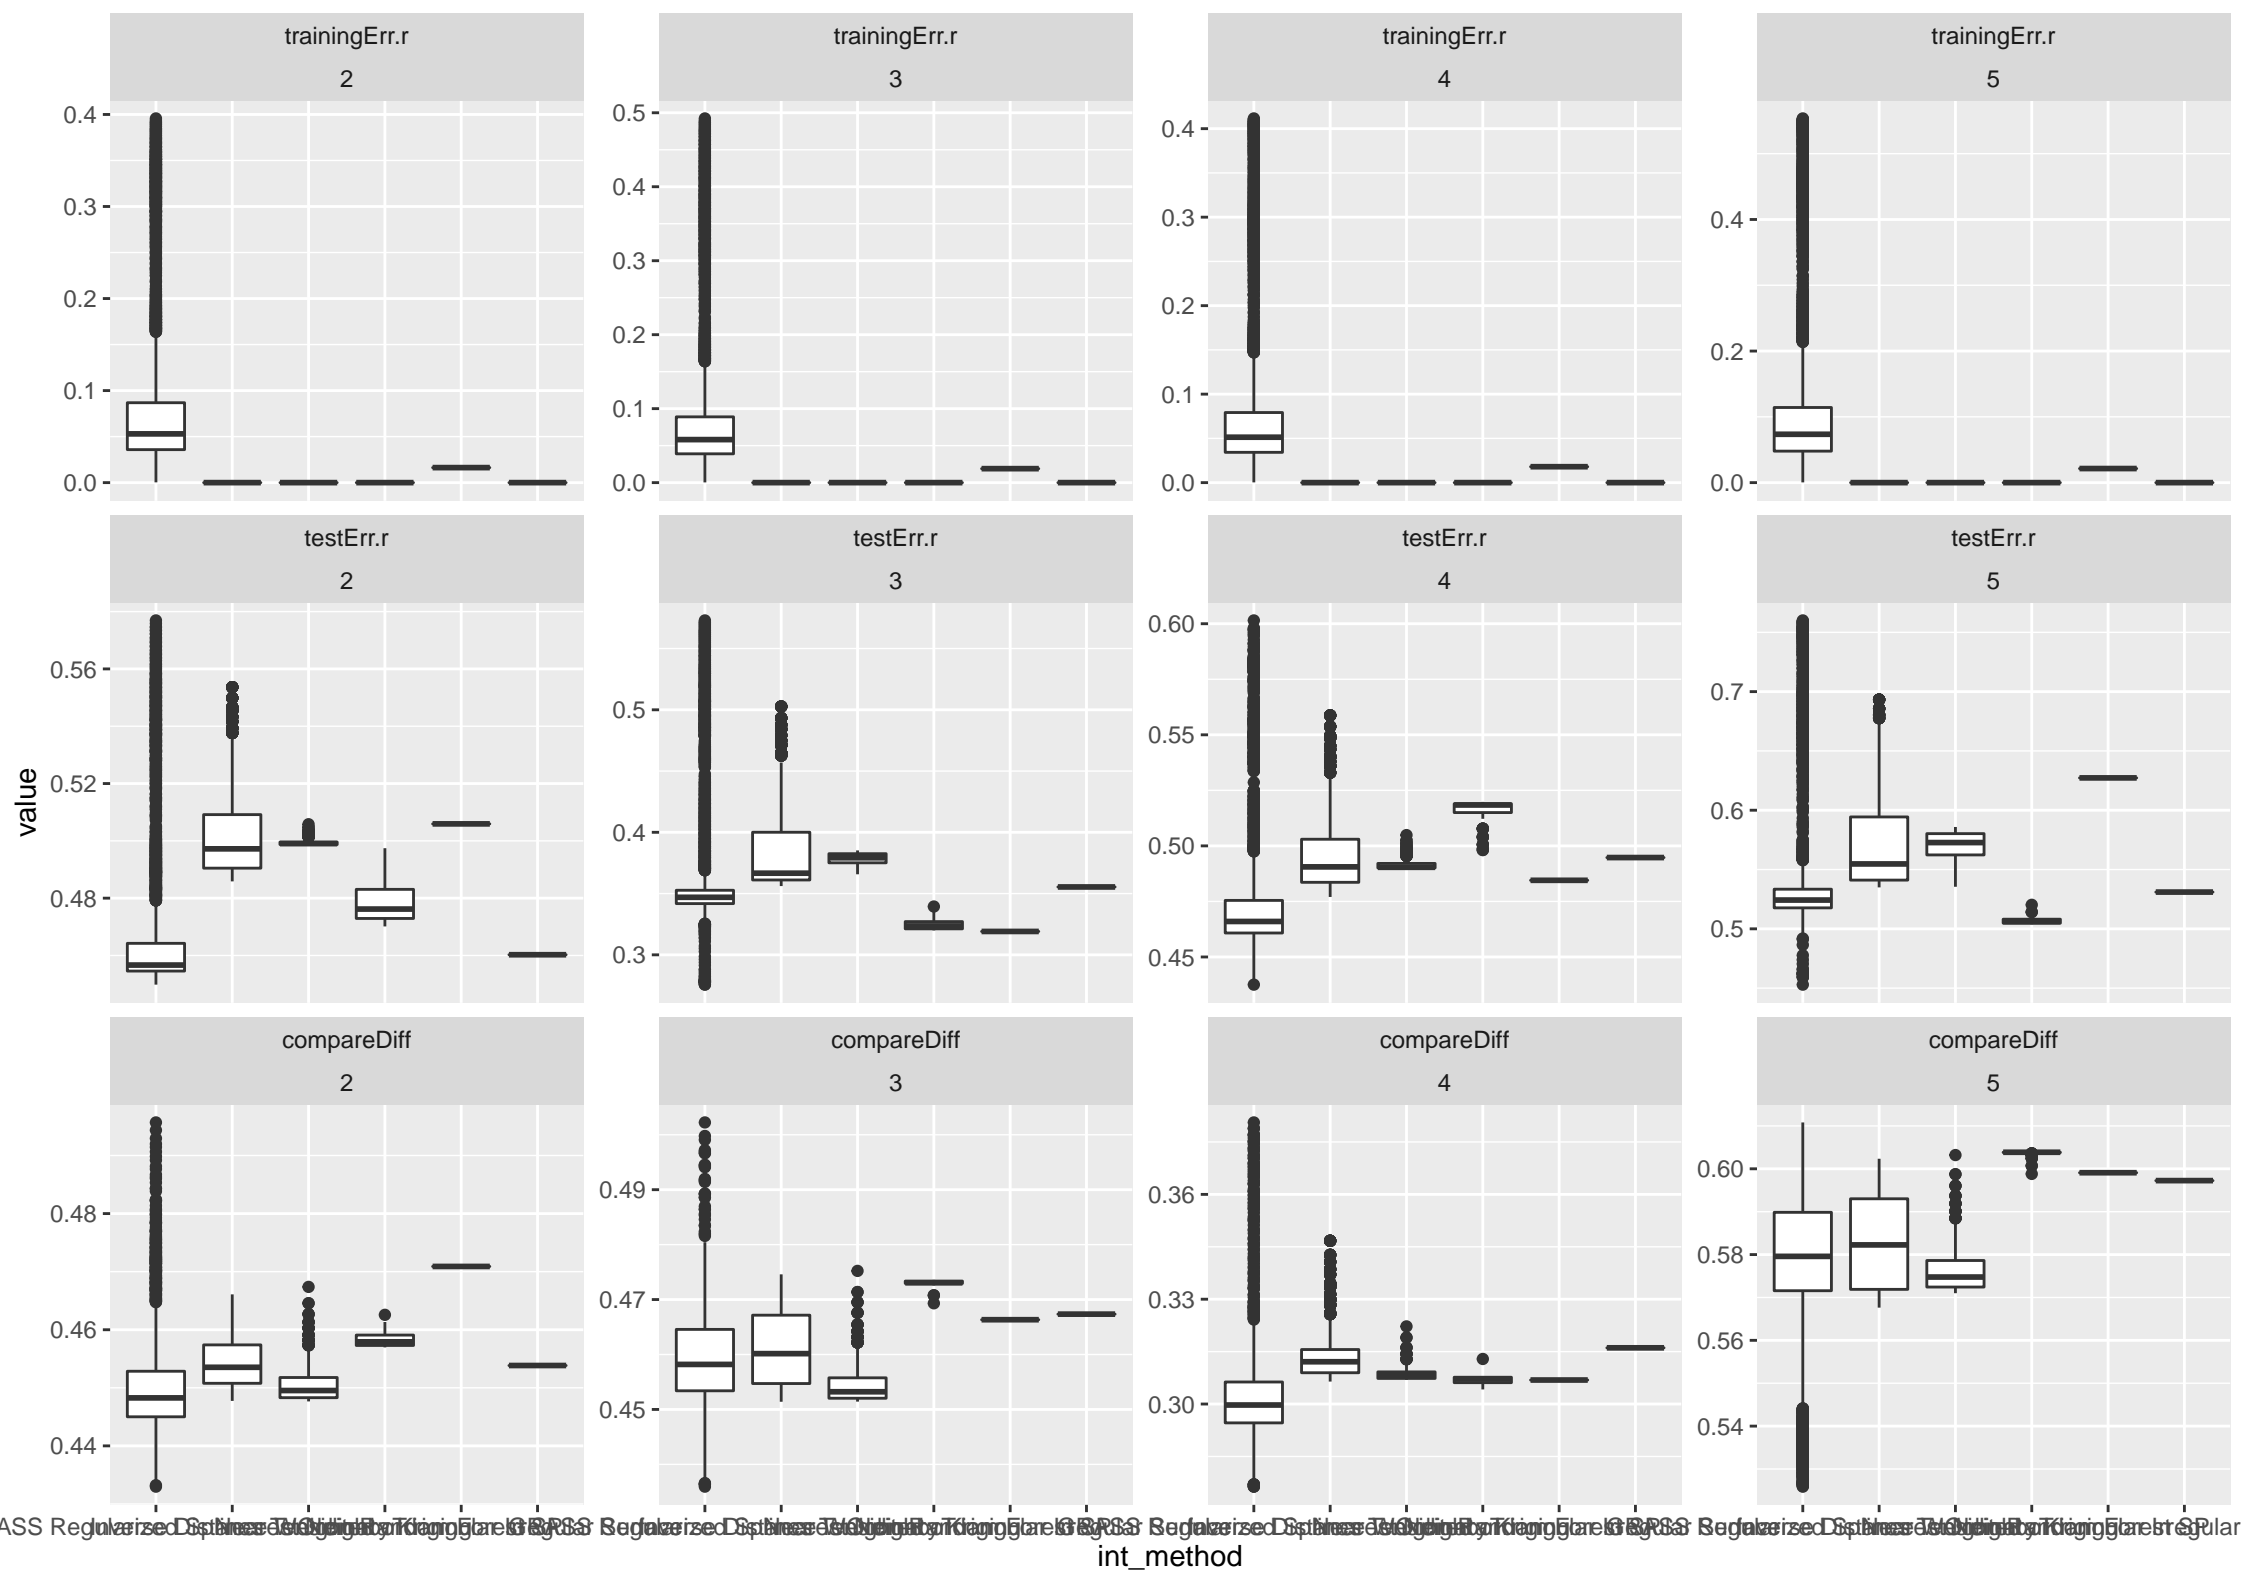 trainingErr.r trainingErr.r trainingErr.r trainingErr.r
2 3 4 5
0.4 0.5 0.4 0.4
0.3 0.4 0.3 0.2
0.2 0.3 0.2 0.0
0.1 0.2 0.1
0.0 0.1 0.0
0.0
testErr.r testErr.r testErr.r testErr.r
2 3 4 5
value
0.56 0.5 0.60 0.7
0.52 0.4 0.55 0.6
0.48 0.3 0.50 0.5
0.45
compareDiff compareDiff compareDiff compareDiff
2 3 4 5
0.48 0.49 0.36 0.60
0.46 0.47 0.33 0.58
0.44 0.45 0.30 0.56
0.54
int_method